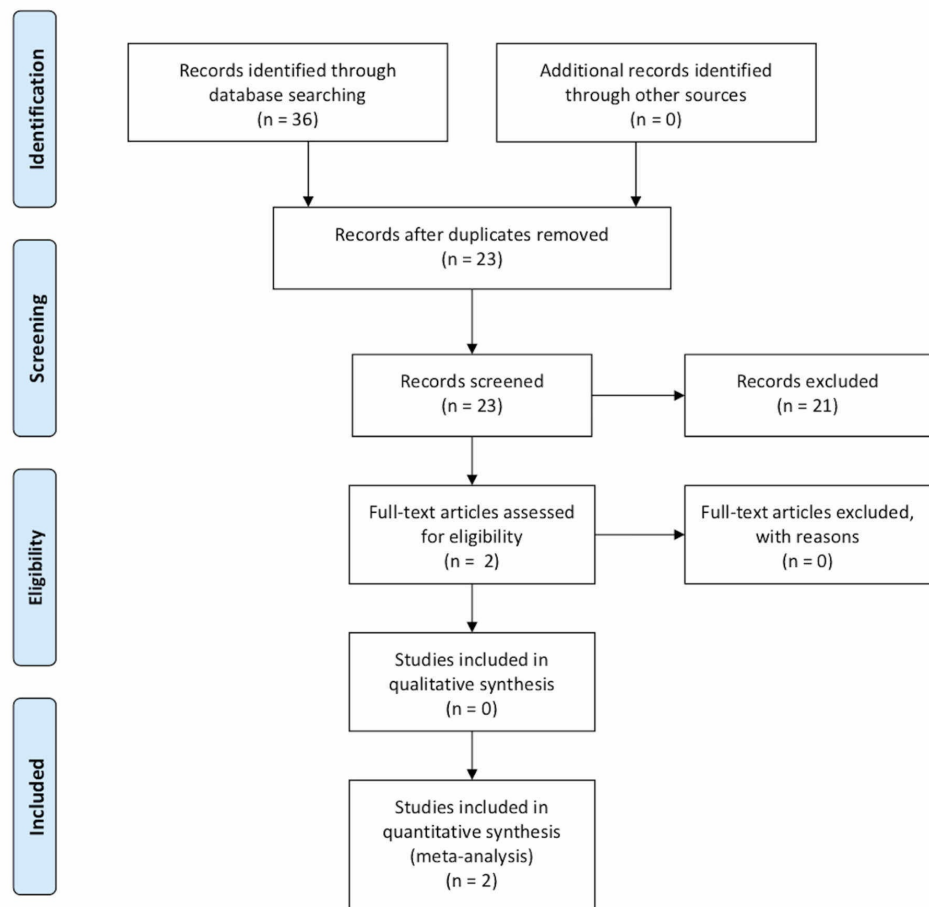 Identification
Records identified through
database searching
(n = 36)
Additional records identified
through other sources
(n = 0)
Records after duplicates removed
(n = 23)
Screening
Records screened
(n = 23)
Records excluded
(n = 21)
Eligibility
Full-text articles assessed
for eligibility
(n =  2)
Full-text articles excluded,
with reasons
(n = 0)
Studies included in
qualitative synthesis
(n = 0)
Included
Studies included in
quantitative synthesis
(meta-analysis)
(n = 2)